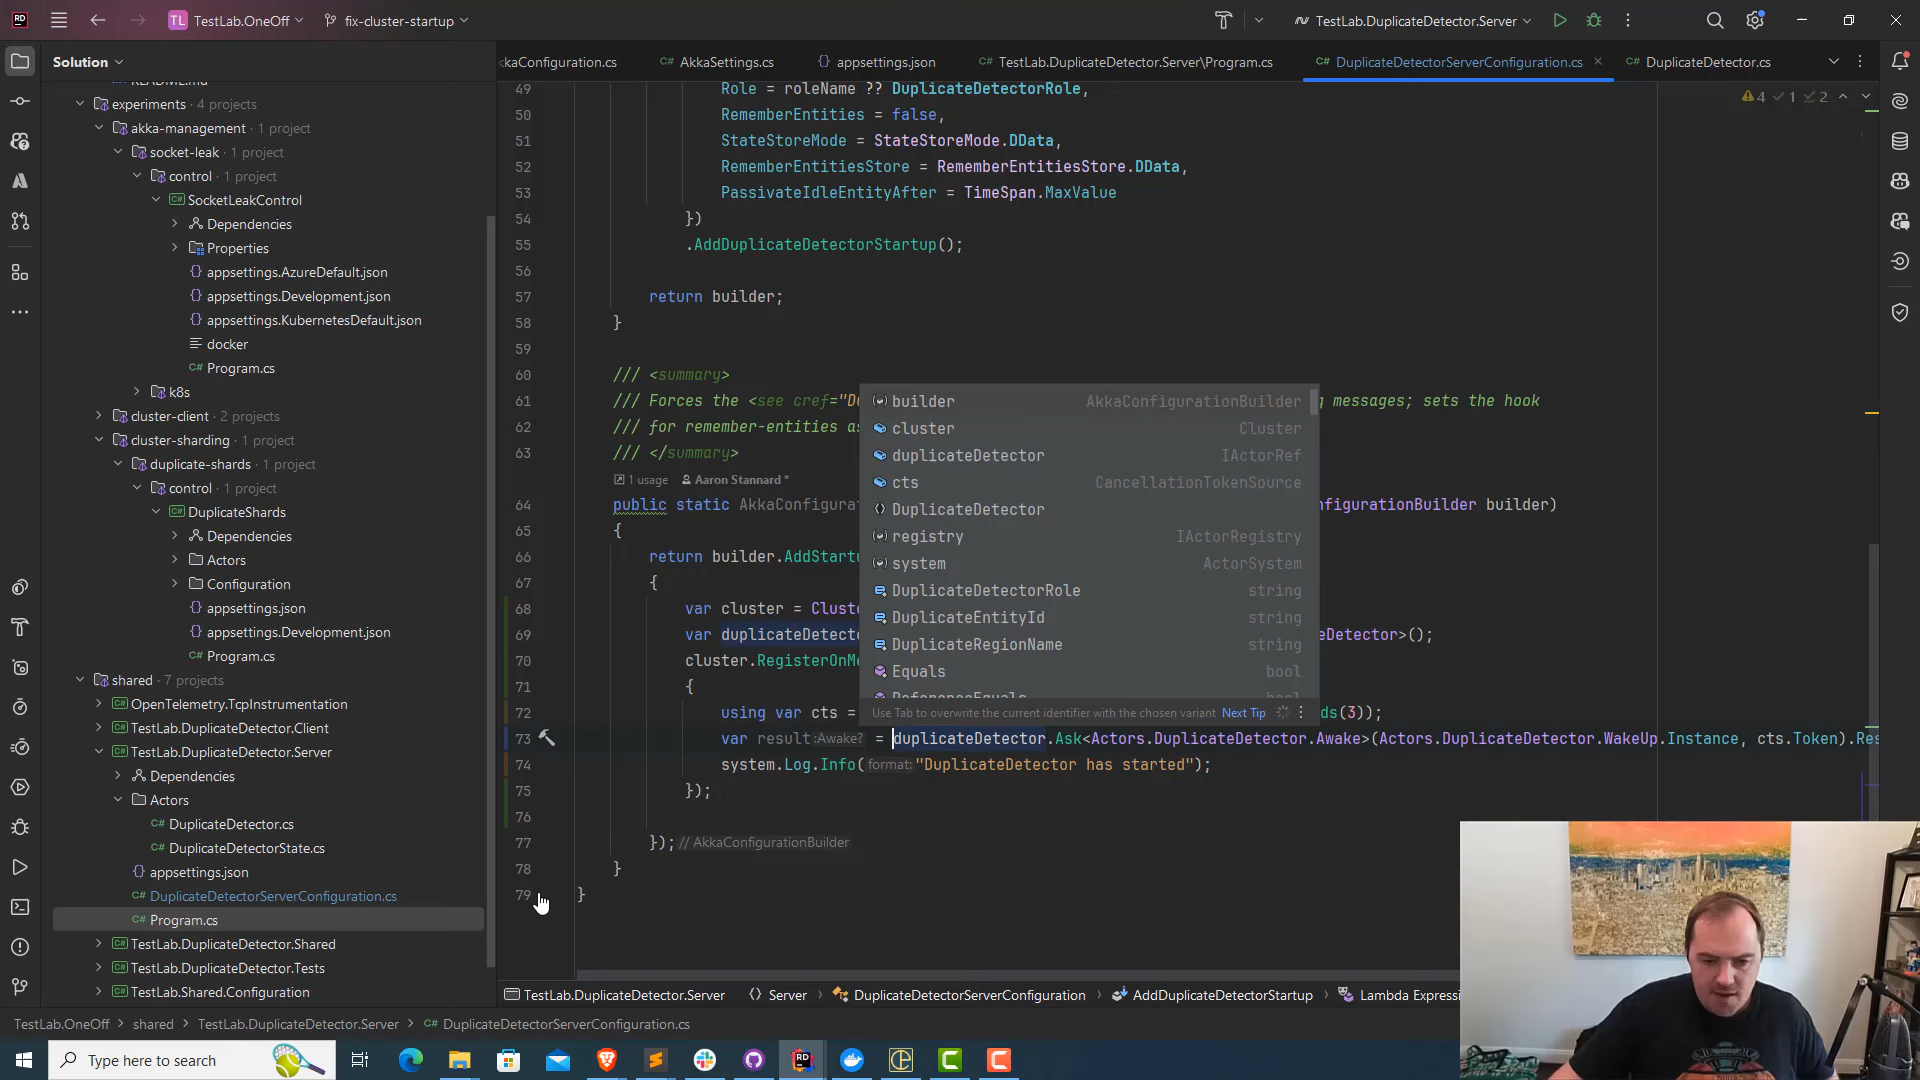 TL TestLab.OneOff
fix-cluster-startup
TestLab.DuplicateDetector.Server
Solution
README.md
experiments · 4 projects
akka-management · 1 project
socket-leak · 1 project
control · 1 project
SocketLeakControl
Dependencies
Properties
appsettings.AzureDefault.json
appsettings.Development.json
appsettings.KubernetesDefault.json
docker
C# Program.cs
k8s
cluster-client · 2 projects
cluster-sharding · 1 project
duplicate-shards · 1 project
control · 1 project
DuplicateShards
Dependencies
Actors
Configuration
appsettings.json
appsettings.Development.json
C# Program.cs
shared · 7 projects
OpenTelemetry.TcpInstrumentation
TestLab.DuplicateDetector.Client
TestLab.DuplicateDetector.Server
Dependencies
Actors
C# DuplicateDetector.cs
C# DuplicateDetectorState.cs
appsettings.json
C# DuplicateDetectorServerConfiguration.cs
C# Program.cs
TestLab.DuplicateDetector.Shared
TestLab.DuplicateDetector.Tests
TestLab.Shared.Configuration
kaConfiguration.cs
C# AkkaSettings.cs
appsettings.json
C# TestLab.DuplicateDetector.Server\Program.cs
C# DuplicateDetectorServerConfiguration.cs
C# DuplicateDetector.cs
4 1 2
49 Role = roleName ?? DuplicateDetectorRole,
50 RememberEntities = false,
51 StateStoreMode = StateStoreMode.DData,
52 RememberEntitiesStore = RememberEntitiesStore.DData,
53 PassivateIdleEntityAfter = TimeSpan.MaxValue
54 })
55 .AddDuplicateDetectorStartup();
56
57 return builder;
58 }
59
60 /// <summary>
61 /// Forces the <see cref="Du g messages; sets the hook
62 /// for remember-entities as
63 /// </summary>
1 usage Aaron Stannard *
64 public static AkkaConfigura nfigurationBuilder builder)
65 {
66 return builder.AddStartu
67 {
68 var cluster = Cluste
69 var duplicateDetecto eDetector>();
70 cluster.RegisterOnMe
71 {
72 using var cts = ds(3));
73 var result :Awake? = duplicateDetector.Ask<Actors.DuplicateDetector.Awake>(Actors.DuplicateDetector.WakeUp.Instance, cts.Token).Res
74 system.Log.Info( format: "DuplicateDetector has started");
75 });
76
77 }); // AkkaConfigurationBuilder
78 }
79 }
builder AkkaConfigurationBuilder
cluster Cluster
duplicateDetector IActorRef
cts CancellationTokenSource
DuplicateDetector
registry IActorRegistry
system ActorSystem
DuplicateDetectorRole string
DuplicateEntityId string
DuplicateRegionName string
Equals bool
ReferenceEquals bool
Use Tab to overwrite the current identifier with the chosen variant Next Tip
TestLab.DuplicateDetector.Server
Server
DuplicateDetectorServerConfiguration
AddDuplicateDetectorStartup
Lambda Expressi
TestLab.OneOff
shared
TestLab.DuplicateDetector.Server
C# DuplicateDetectorServerConfiguration.cs
Type here to search